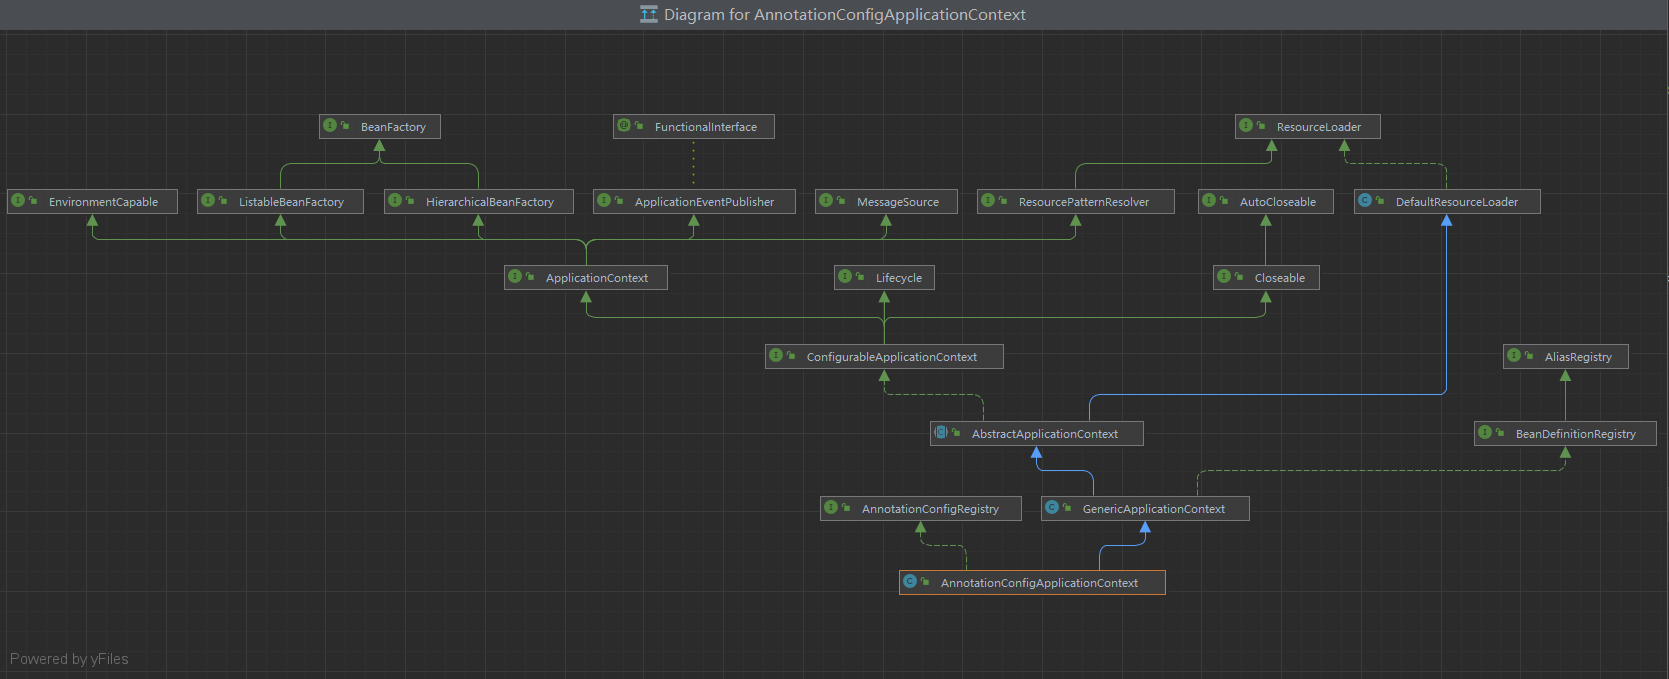 Diagram for AnnotationConfigApplicationContext
BeanFactory
FunctionalInterface
ResourceLoader
EnvironmentCapable
ListableBeanFactory
HierarchicalBeanFactory
ApplicationEventPublisher
MessageSource
ResourcePatternResolver
AutoCloseable
DefaultResourceLoader
ApplicationContext
Lifecycle
Closeable
ConfigurableApplicationContext
AliasRegistry
AbstractApplicationContext
BeanDefinitionRegistry
AnnotationConfigRegistry
GenericApplicationContext
AnnotationConfigApplicationContext
Powered by yFiles